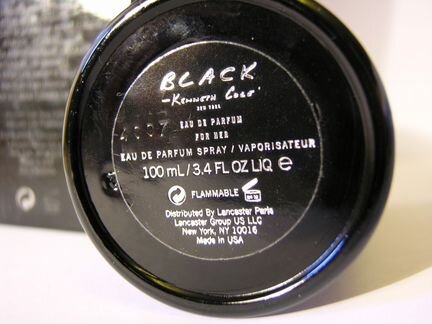 BLACK
-KENNETH COLE
NEW YORK
EAU DE PARFUM
FOR HER
EAU DE PARFUM SPRAY / VAPORISATEUR
100 mL / 3.4 FL OZ LIQ e
FLAMMABLE
Distributed By Lancaster Paris
Lancaster Group US LLC
New York, NY 10016
Made In USA